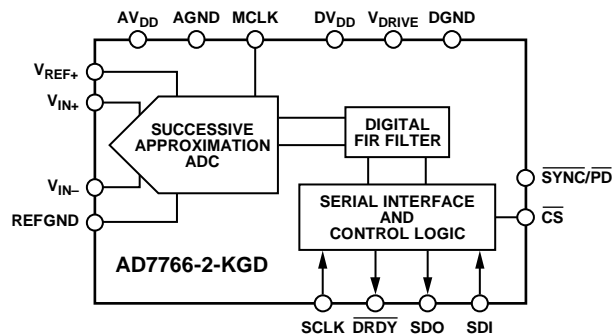 AVDD AGND MCLK DVDD VDRIVE DGND
VREF+
VIN+
VIN–
REFGND
SUCCESSIVE
APPROXIMATION
ADC
DIGITAL
FIR FILTER
SERIAL INTERFACE
AND
CONTROL LOGIC
SYNC/PD
CS
AD7766-2-KGD
SCLK DRDY SDO SDI